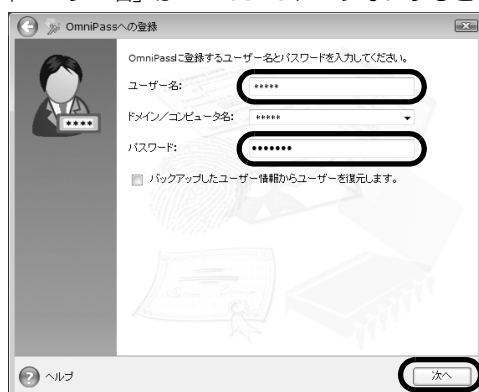 OmniPassへの登録
OmniPassに登録するユーザー名とパスワードを入力してください。
ユーザー名: *****
ドメイン/コンピュータ名: *****
パスワード: •••••••
バックアップしたユーザー情報からユーザーを復元します。
ヘルプ
次へ